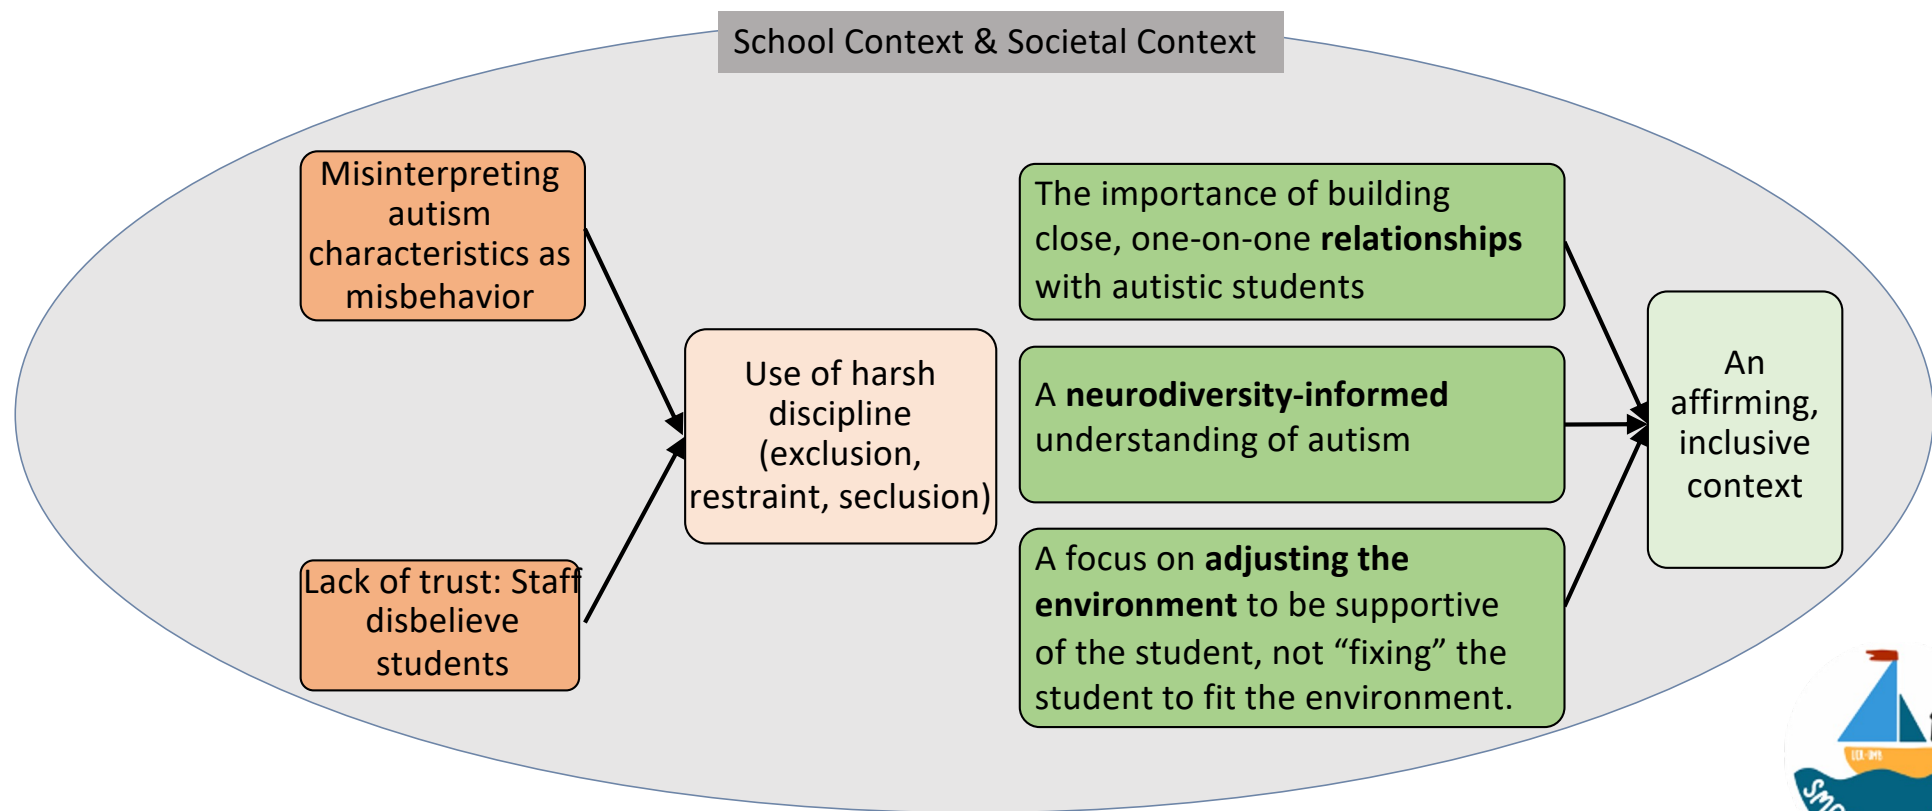 School Context & Societal Context
Misinterpreting
autism
characteristics as
misbehavior
Lack of trust: Staff
disbelieve
students
Use of harsh
discipline
(exclusion,
restraint, seclusion)
The importance of building
close, one-on-one relationships
with autistic students
A neurodiversity-informed
understanding of autism
A focus on adjusting the
environment to be supportive
of the student, not “fixing” the
student to fit the environment.
An
affirming,
inclusive
context